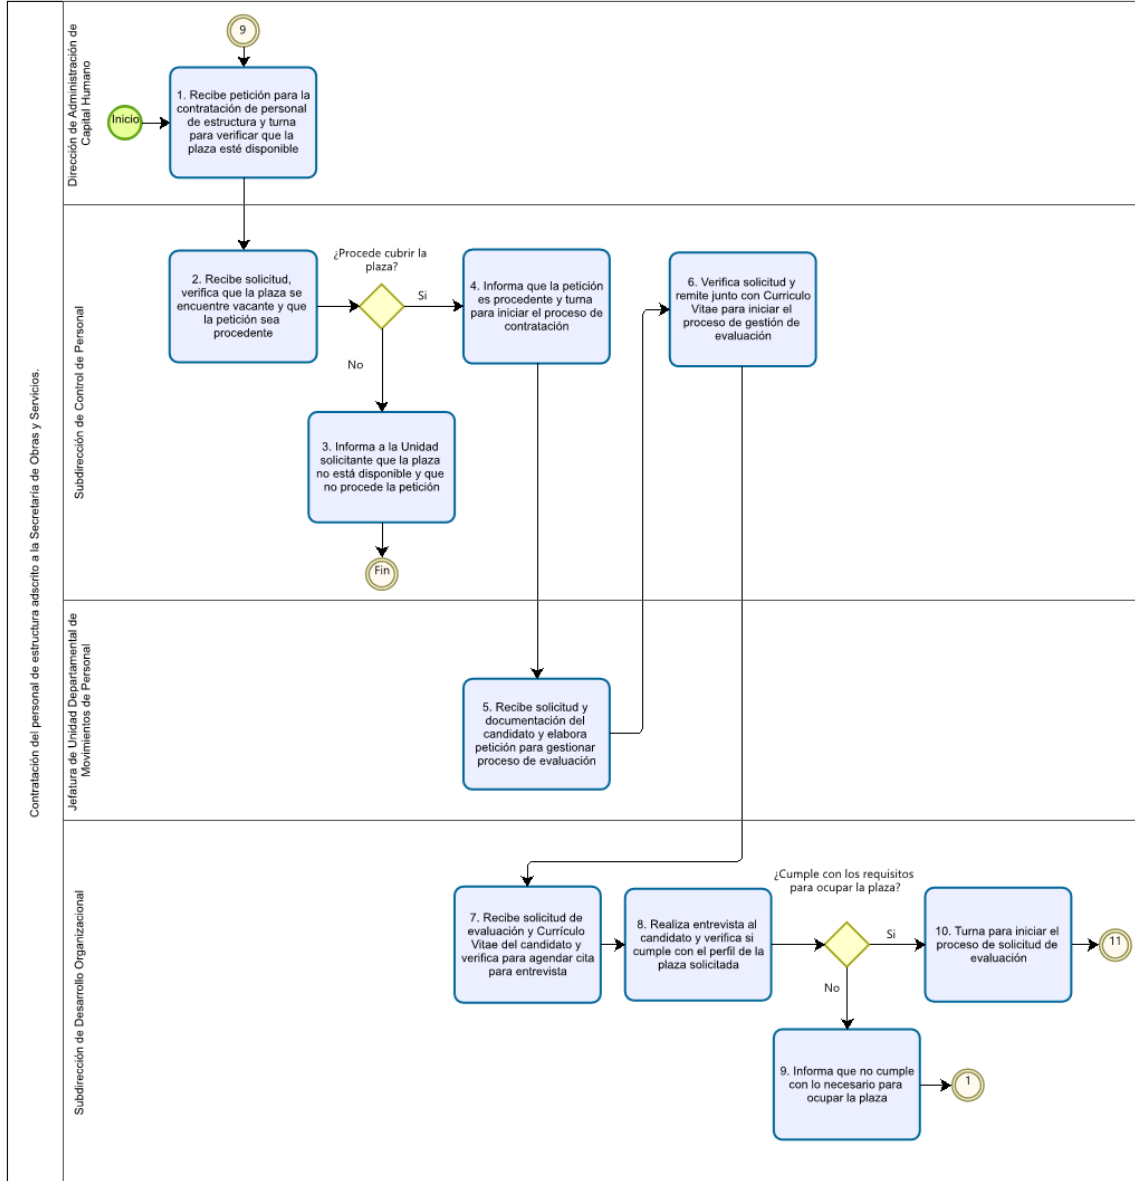 Contratación del personal de estructura adscrito a la Secretaría de Obras y Servicios.
Dirección de Administración de
Capital Humano
9
Inicio
1. Recibe petición para la
contratación de personal
de estructura y turna
para verificar que la
plaza esté disponible
Subdirección de Control de Personal
2. Recibe solicitud,
verifica que la plaza se
encuentre vacante y que
la petición sea
procedente
¿Procede cubrir la
plaza?
Si
No
3. Informa a la Unidad
solicitante que la plaza
no está disponible y que
no procede la petición
Fin
4. Informa que la petición
es procedente y turna
para iniciar el proceso de
contratación
6. Verifica solicitud y
remite junto con Curriculo
Vitae para iniciar el
proceso de gestión de
evaluación
Jefatura de Unidad Departamental de
Movimientos de Personal
5. Recibe solicitud y
documentación del
candidato y elabora
petición para gestionar
proceso de evaluación
Subdirección de Desarrollo Organizacional
7. Recibe solicitud de
evaluación y Currículo
Vitae del candidato y
verifica para agendar cita
para entrevista
8. Realiza entrevista al
candidato y verifica si
cumple con el perfil de la
plaza solicitada
¿Cumple con los requisitos
para ocupar la plaza?
Si
No
10. Turna para iniciar el
proceso de solicitud de
evaluación
11
9. Informa que no cumple
con lo necesario para
ocupar la plaza
1